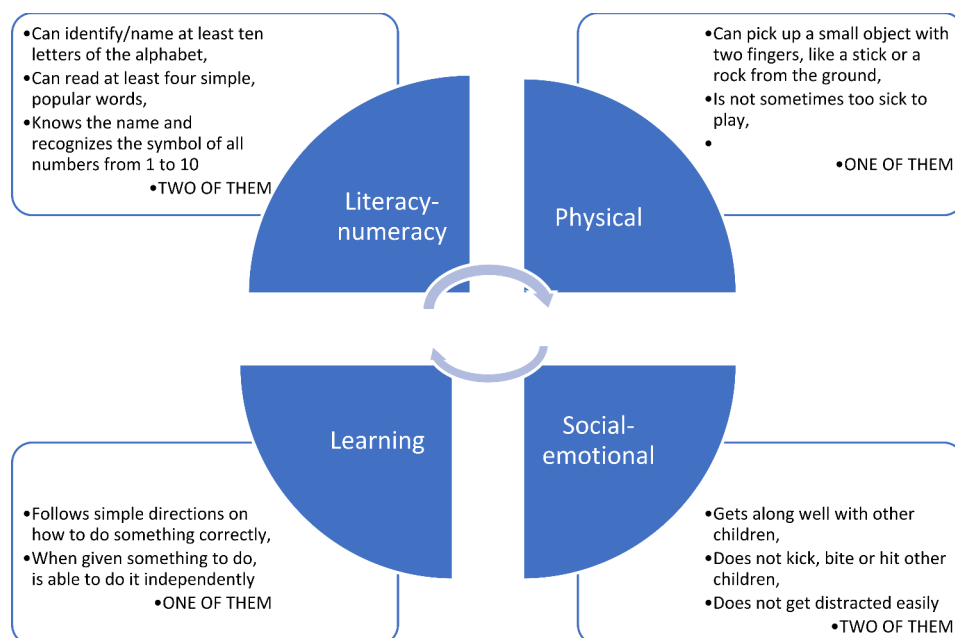 •Can identify/name at least ten
letters of the alphabet,
•Can read at least four simple,
popular words,
•Knows the name and
recognizes the symbol of all
numbers from 1 to 10
•TWO OF THEM
•Can pick up a small object with
two fingers, like a stick or a
rock from the ground,
•Is not sometimes too sick to
play,
•
•ONE OF THEM
Literacy-
numeracy
Physical
Learning
Social-
emotional
•Follows simple directions on
how to do something correctly,
•When given something to do,
is able to do it independently
•ONE OF THEM
•Gets along well with other
children,
•Does not kick, bite or hit other
children,
•Does not get distracted easily
•TWO OF THEM